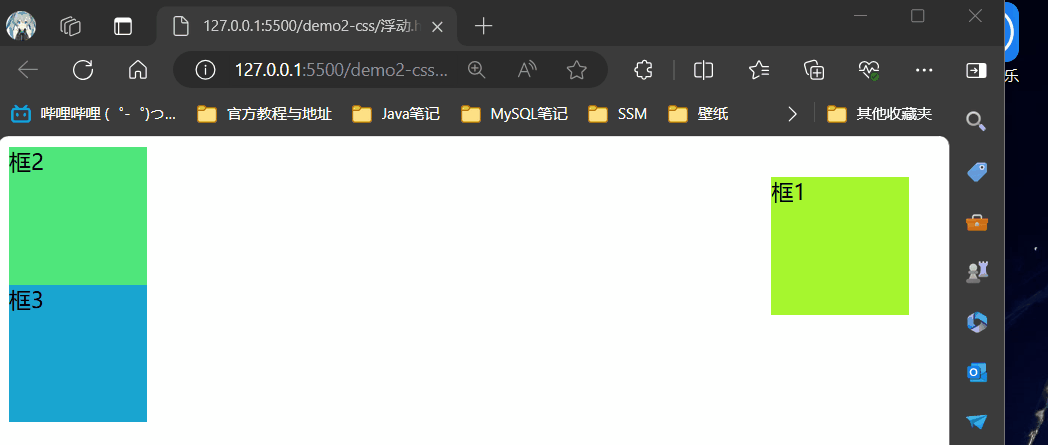 127.0.0.1:5500/demo2-css/浮动.h
127.0.0.1:5500/demo2-css...
哔哩哔哩 (゜-゜)つ... 官方教程与地址 Java笔记 MySQL笔记 SSM 壁纸 其他收藏夹
乐
框2
框1
框3